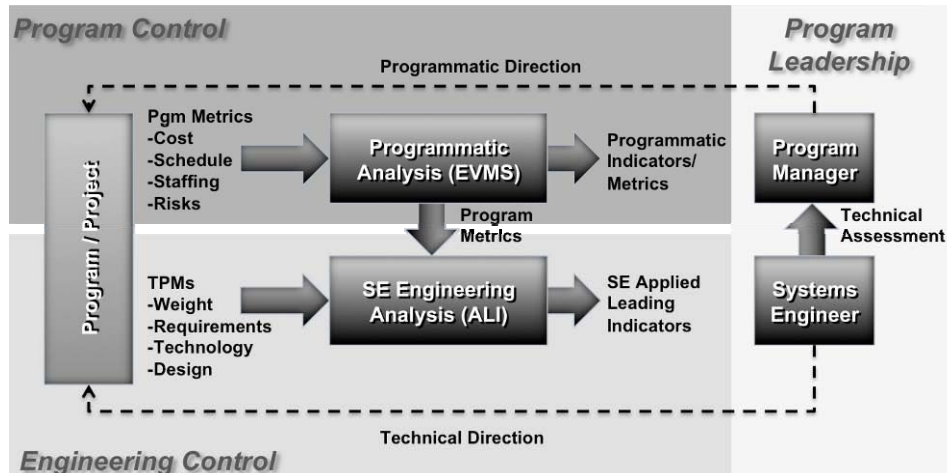 Program Control
Program
Leadership
Programmatic Direction
Pgm Metrics
-Cost
-Schedule
-Staffing
-Risks
Programmatic
Analysis (EVMS)
Programmatic
Indicators/
Metrics
Program
Manager
Program / Project
Program
Metrics
Technical
Assessment
TPMs
-Weight
-Requirements
-Technology
-Design
SE Engineering
Analysis (ALI)
SE Applied
Leading
Indicators
Systems
Engineer
Technical Direction
Engineering Control